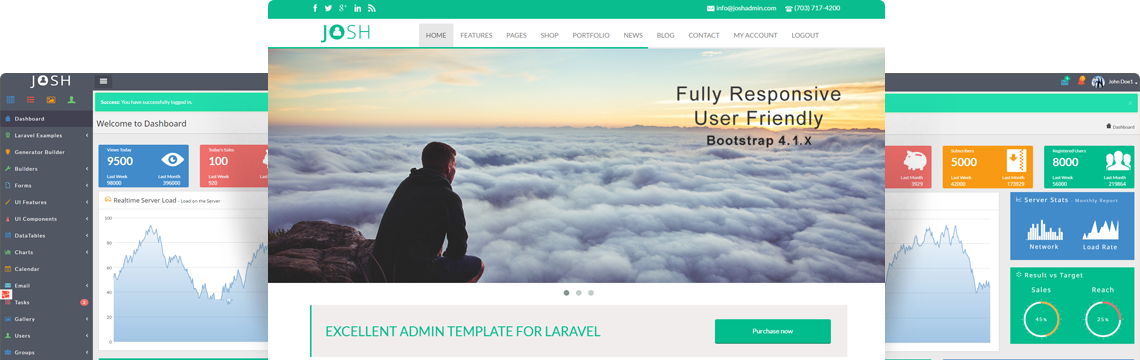 info@joshadmin.com
(703) 717-4200
JOSH
HOME
FEATURES
PAGES
SHOP
PORTFOLIO
NEWS
BLOG
CONTACT
MY ACCOUNT
LOGOUT
Fully Responsive
User Friendly
Bootstrap 4.1.X
EXCELLENT ADMIN TEMPLATE FOR LARAVEL
Purchase now
JOSH
Success: You have successfully logged in.
Dashboard
Laravel Examples
Generator Builder
Builders
Forms
UI Features
UI Components
DataTables
Charts
Calendar
Email
Tasks
Gallery
Users
Groups
Welcome to Dashboard
Views Today
9500
Last Week
98000
Last Month
396000
Today's Sales
100
Last Week
920
Realtime Server Load - Load on the Server
100
80
60
40
20
0
John Doe1
Dashboard
Last Month
3929
Subscribers
5000
Last Week
42000
Last Month
173929
Registered Users
8000
Last Week
56000
Last Month
219864
Server Stats - Monthly Report
Network
Load Rate
Result vs Target
Sales
Reach
45%
25%